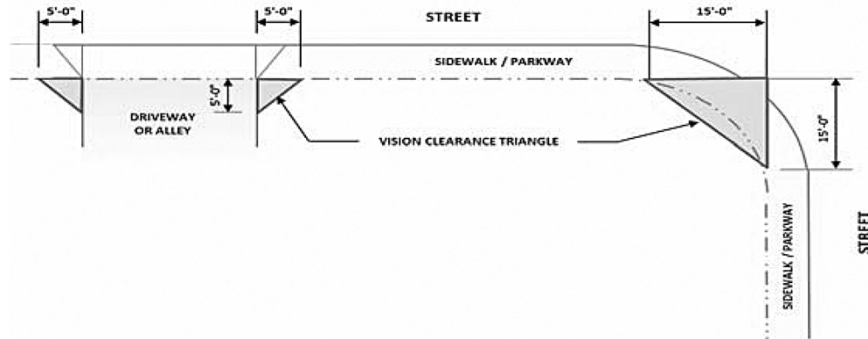 5'-0"
5'-0"
STREET
15'-0"
SIDEWALK / PARKWAY
5'-0"
DRIVEWAY
OR ALLEY
VISION CLEARANCE TRIANGLE
15'-0"
SIDEWALK / PARKWAY
STREET